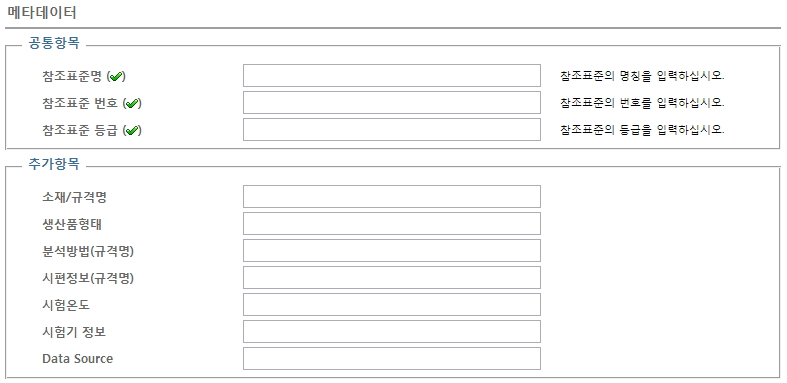 메타데이터
공통항목
참조표준명 (✔) 참조표준의 명칭을 입력하십시오.
참조표준 번호 (✔) 참조표준의 번호를 입력하십시오.
참조표준 등급 (✔) 참조표준의 등급을 입력하십시오.
추가항목
소재/규격명
생산품형태
분석방법(규격명)
시편정보(규격명)
시험온도
시험기 정보
Data Source